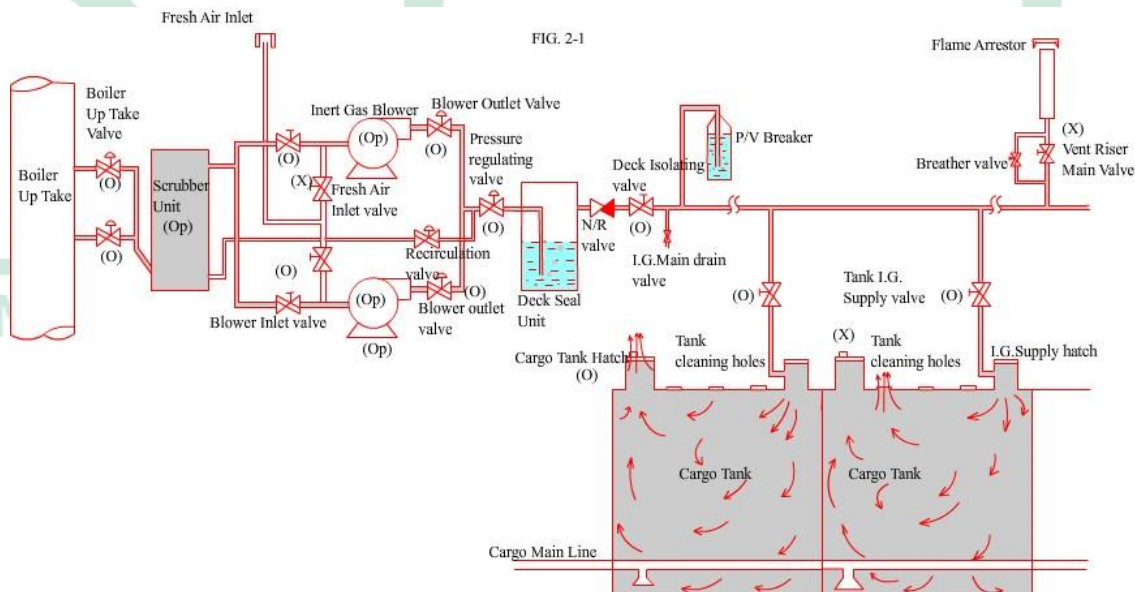 Fresh Air Inlet
FIG. 2-1
Flame Arrestor
Boiler
Up Take
Valve
Inert Gas Blower
Blower Outlet Valve
(Op)
(O)
Pressure
regulating
valve
P/V Breaker
(X)
Vent Riser
Main Valve
Breather valve
Boiler
Up Take
(O)
Scrubber
Unit
(Op)
(O)
(X)
Fresh Air
Inlet valve
Deck Isolating
valve
(O)
N/R
valve
(O)
I.G.Main drain
valve
(O)
(O)
Recirculation
valve
(O)
Blower Inlet valve
(Op)
(Op)
Blower outlet
valve
Deck Seal
Unit
(O)
Tank I.G.
Supply valve
(O)
Cargo Tank Hatch
(O)
Tank
cleaning holes
(X)
Tank
cleaning holes
I.G.Supply hatch
Cargo Tank
Cargo Tank
Cargo Main Line